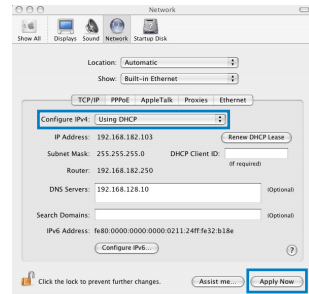 Network
Show All Displays Sound Network Startup Disk
Location: Automatic
Show: Built-in Ethernet
TCP/IP PPPoE AppleTalk Proxies Ethernet
Configure IPv4: Using DHCP
IP Address: 192.168.182.103 Renew DHCP Lease
Subnet Mask: 255.255.255.0 DHCP Client ID:
(If required)
Router: 192.168.182.250
DNS Servers: 192.168.128.10 (Optional)
Search Domains: (Optional)
IPv6 Address: fe80:0000:0000:0000:0211:24ff:fe32:b18e
Configure IPv6... ?
Click the lock to prevent further changes. Assist me... Apply Now